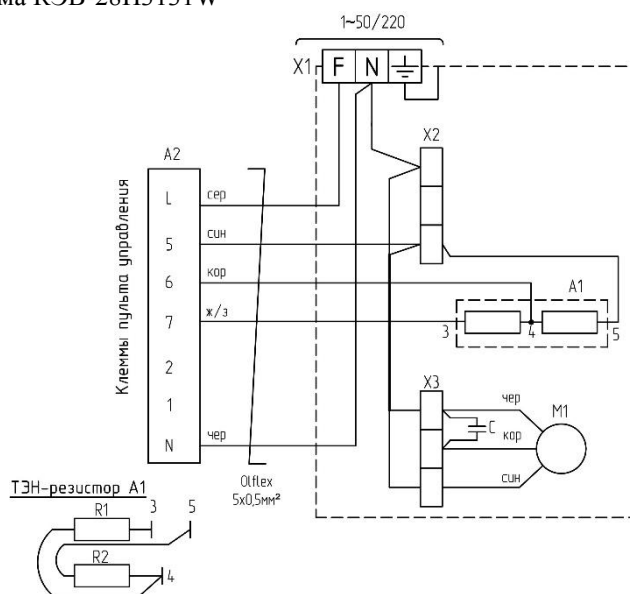 ма КЭВ-28П3131W
1~50/220
X1 F N
A2
X2
Клеммы пульта управления
L сер
5 син
6 кор
7 ж/з
2
1
N чер
A1
3 4 5
X3
чер
C
кор
син
M1
Olflex
5x0,5мм²
ТЭН-резистор A1
R1 3 5
R2 4